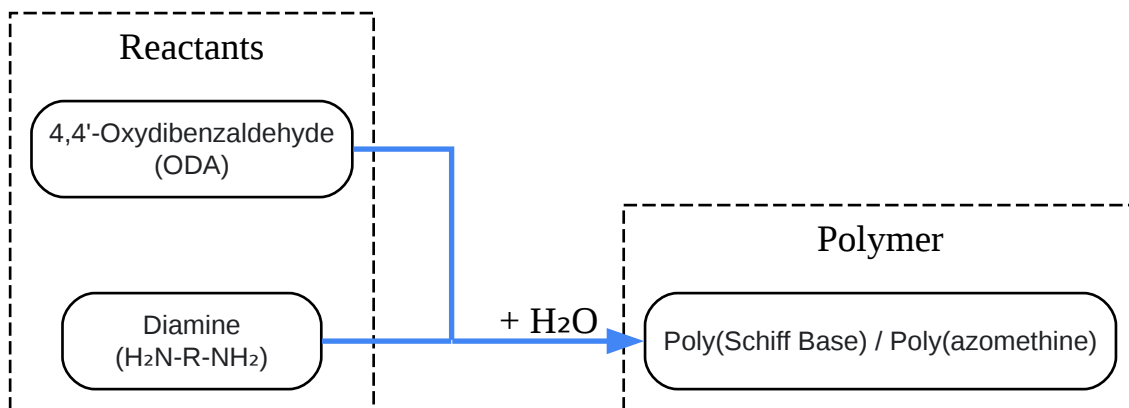 Reactants
4,4'-Oxydibenzaldehyde
(ODA)
Diamine
(H₂N-R-NH₂)
+ H₂O
Polymer
Poly(Schiff Base) / Poly(azomethine)